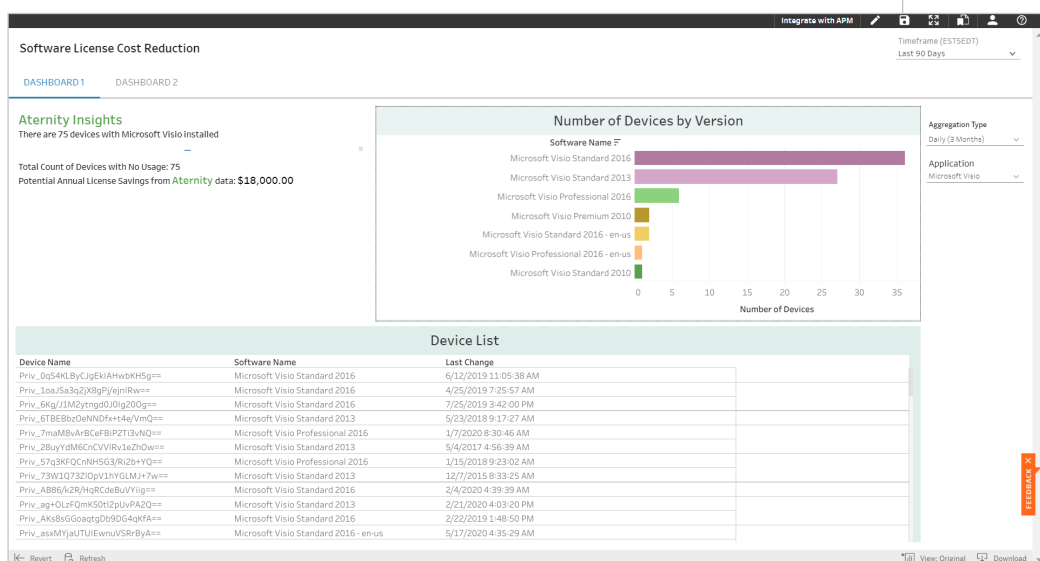 Integrate with APM
Software License Cost Reduction
Timeframe (ESTSEDT)
Last 90 Days
DASHBOARD 1 DASHBOARD 2
Aternity Insights
There are 75 devices with Microsoft Visio installed
Total Count of Devices with No Usage: 75
Potential Annual License Savings from Aternity data: $18,000.00
Number of Devices by Version
Software Name
Microsoft Visio Standard 2016
Microsoft Visio Standard 2013
Microsoft Visio Professional 2016
Microsoft Visio Premium 2010
Microsoft Visio Standard 2016 - en-us
Microsoft Visio Professional 2016 - en-us
Microsoft Visio Standard 2010
0 5 10 15 20 25 30 35
Number of Devices
Aggregation Type
Daily (3 Months)
Application
Microsoft Visio
Device List
Device Name Software Name Last Change
Priv_0qS4KLByCJgEkIAHwbKH5g== Microsoft Visio Standard 2016 6/12/2019 11:05:38 AM
Priv_1oaJSa3q2jX8gPj/ejnIRw== Microsoft Visio Standard 2016 4/25/2019 7:25:57 AM
Priv_6Kg/J1M2ytngd0J0Ig20Og== Microsoft Visio Standard 2016 7/25/2019 3:42:00 PM
Priv_6TBEBbzOeNNDfx+t4e/VmQ== Microsoft Visio Standard 2013 5/23/2018 9:17:27 AM
Priv_7maM8vArBCeFBiP2Ti3vNQ== Microsoft Visio Professional 2016 1/7/2020 8:30:46 AM
Priv_28uyYdM6CnCVVIRv1eZhOw== Microsoft Visio Standard 2013 5/4/2017 4:56:39 AM
Priv_57q3KFQCnNH5G3/Ri2b+YQ== Microsoft Visio Professional 2016 1/15/2018 9:23:02 AM
Priv_73W1Q73ZlOpV1hYGLMJ+7w== Microsoft Visio Standard 2013 12/7/2015 8:33:25 AM
Priv_AB86/k2R/HqRCdeBuVYiig== Microsoft Visio Standard 2016 2/4/2020 4:39:39 AM
Priv_ag+OLzFQmK50tI2pUvPA2Q== Microsoft Visio Standard 2013 2/21/2020 4:03:20 PM
Priv_AKs8sGGoaqtgDb9DG4qKfA== Microsoft Visio Standard 2016 2/22/2019 1:48:50 PM
Priv_asxMYjaUTUIEwnuVSRrByA== Microsoft Visio Standard 2016 - en-us 5/17/2020 4:35:29 AM
FEEDBACK
Revert Refresh View: Original Download